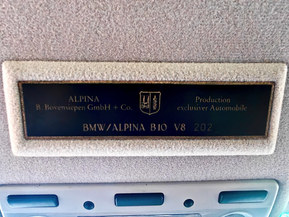 ALPINA
B. Bovensiepen GmbH + Co.
Production
exclusiver Automobile
BMW/ALPINA B10 V8 202